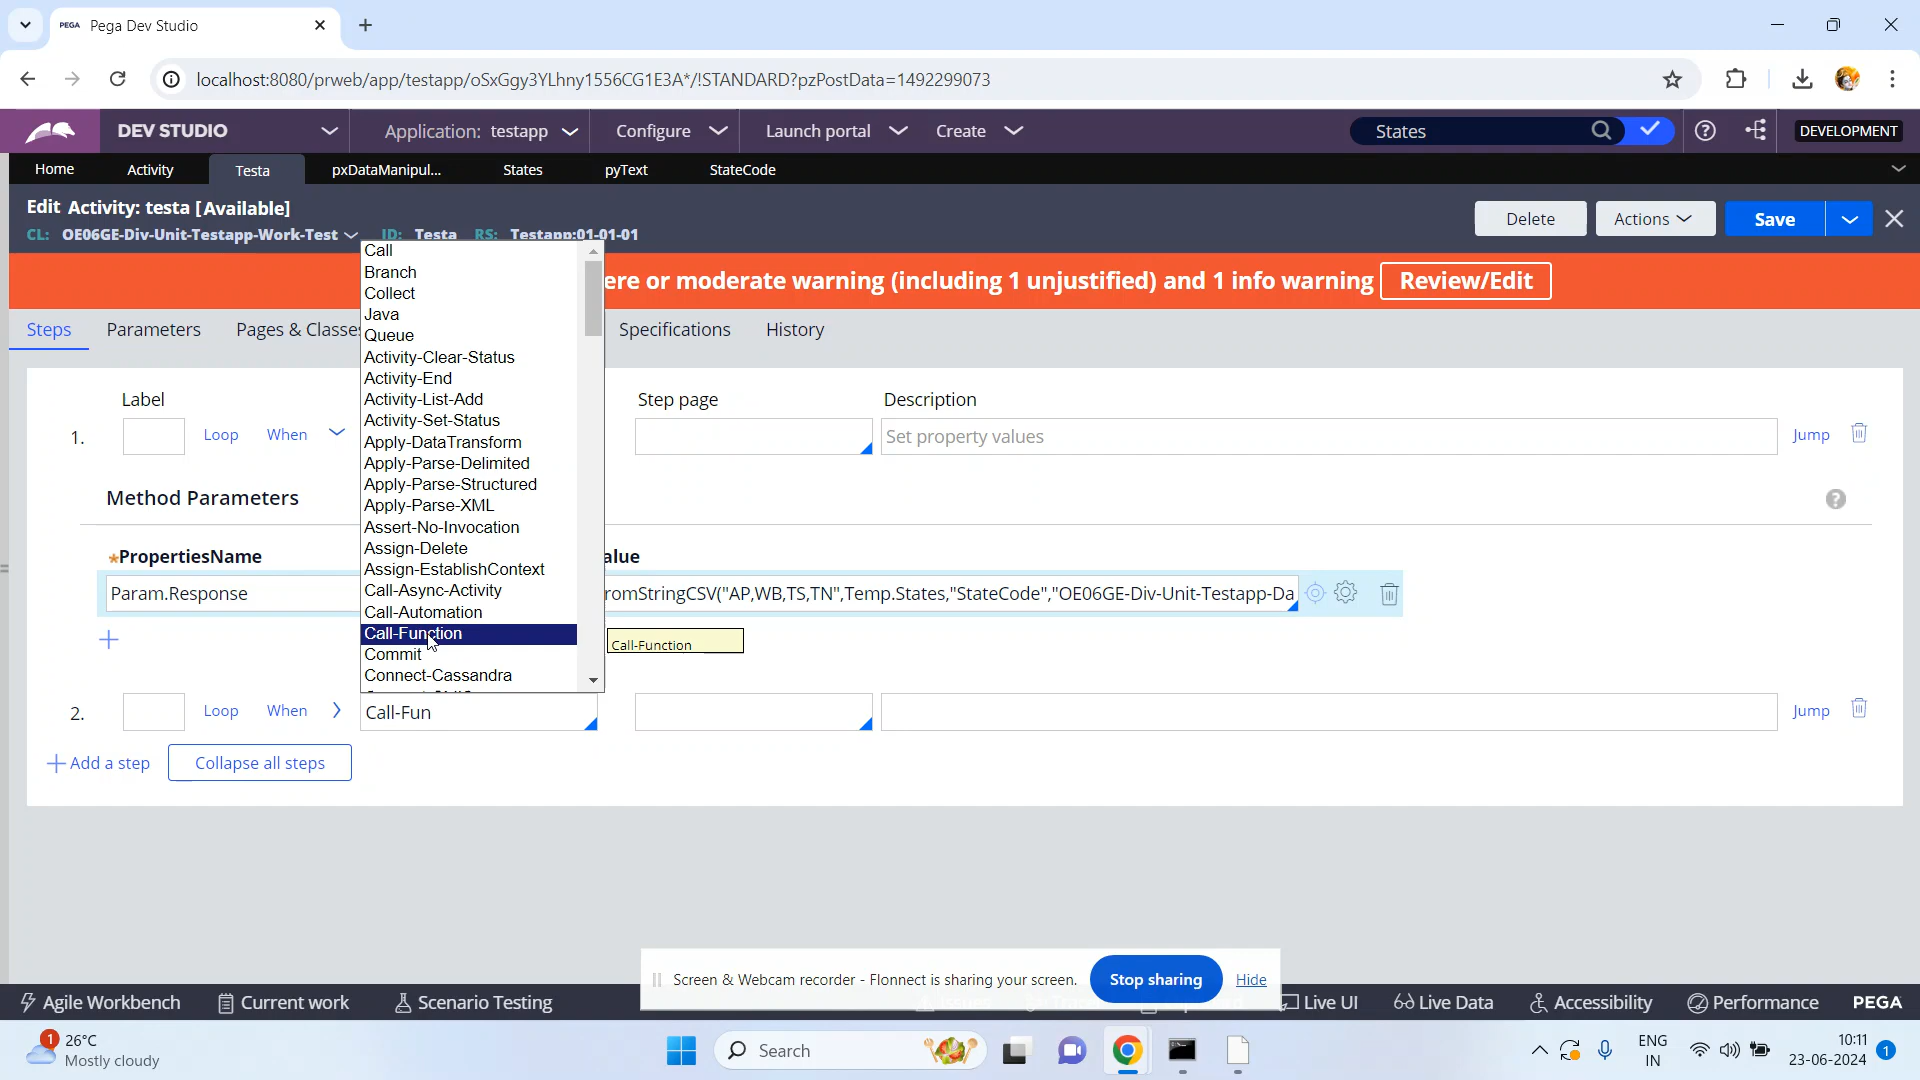 PEGA Pega Dev Studio
localhost:8080/prweb/app/testapp/oSxGgy3YLhny1556CG1E3A*/!STANDARD?pzPostData=1492299073
DEV STUDIO
Application: testapp
Configure
Launch portal
Create
States
DEVELOPMENT
Home
Activity
Testa
pxDataManipul...
States
pyText
StateCode
Edit Activity: testa [Available]
CL: OE06GE-Div-Unit-Testapp-Work-Test ID: Testa RS: Testapp:01-01-01
Delete
Actions
Save
ere or moderate warning (including 1 unjustified) and 1 info warning
Review/Edit
Steps
Parameters
Pages & Classes
Specifications
History
Call
Branch
Collect
Java
Queue
Activity-Clear-Status
Activity-End
Activity-List-Add
Activity-Set-Status
Apply-DataTransform
Apply-Parse-Delimited
Apply-Parse-Structured
Apply-Parse-XML
Assert-No-Invocation
Assign-Delete
Assign-EstablishContext
Call-Async-Activity
Call-Automation
Call-Function
Commit
Connect-Cassandra
Call-Function
Label
Step page
Description
1.
Loop
When
Set property values
Jump
Method Parameters
*PropertiesName
alue
Param.Response
romStringCSV("AP,WB,TS,TN",Temp.States,"StateCode","OE06GE-Div-Unit-Testapp-Da
2.
Loop
When
Call-Fun
Jump
Add a step
Collapse all steps
Screen & Webcam recorder - Flonnect is sharing your screen.
Stop sharing
Hide
Agile Workbench
Current work
Scenario Testing
Live UI
Live Data
Accessibility
Performance
PEGA
1
26°C
Mostly cloudy
Search
ENG
IN
10:11
23-06-2024
1